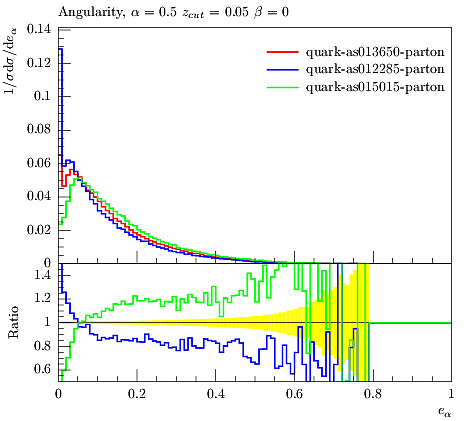 Angularity, α = 0.5 z_cut = 0.05 β = 0
1/σ dσ/de_α
quark-as013650-parton
quark-as012285-parton
quark-as015015-parton
0.14
0.12
0.1
0.08
0.06
0.04
0.02
0
Ratio
1.4
1.2
1
0.8
0.6
0 0.2 0.4 0.6 0.8 1
e_α